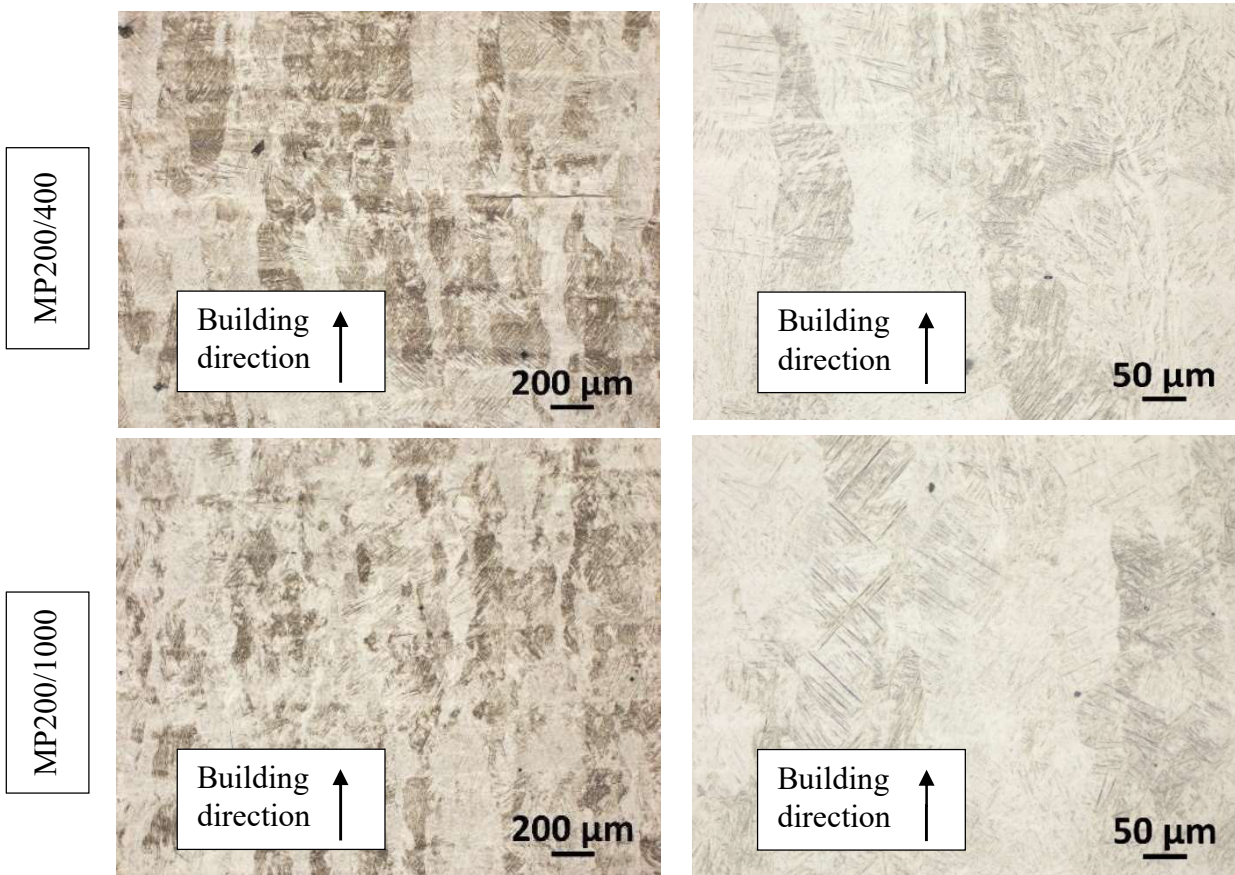 MP200/400
Building
direction
200 µm
Building
direction
50 µm
MP200/1000
Building
direction
200 µm
Building
direction
50 µm